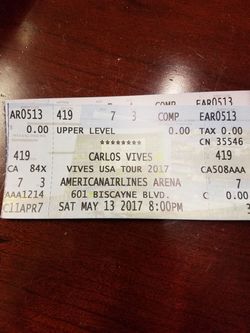 COMP EAR0513
AR0513 419 7 3 COMP EAR0513
$ 0.00 UPPER LEVEL 0.00 TAX 0.00
******** CN 35546
419 CARLOS VIVES 419
CA 84X VIVES USA TOUR 2017 CA508AAA
7 3 AMERICANAIRLINES ARENA 7
AAA1214 601 BISCAYNE BLVD. C 0.00
C11APR7 SAT MAY 13 2017 8:00PM